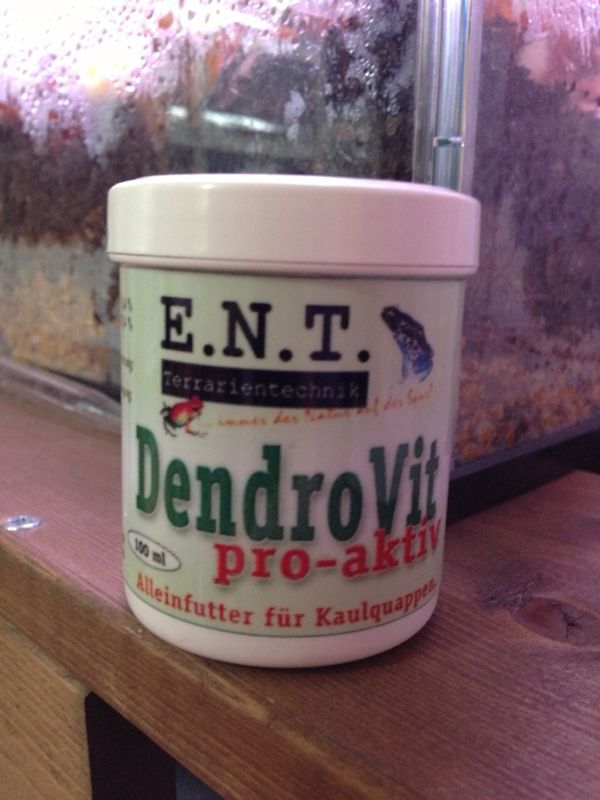 E.N.T.
Terrarientechnik
... immer der Natur auf der Spur!
DendroVit
pro-aktiv
100 ml
Alleinfutter für Kaulquappen